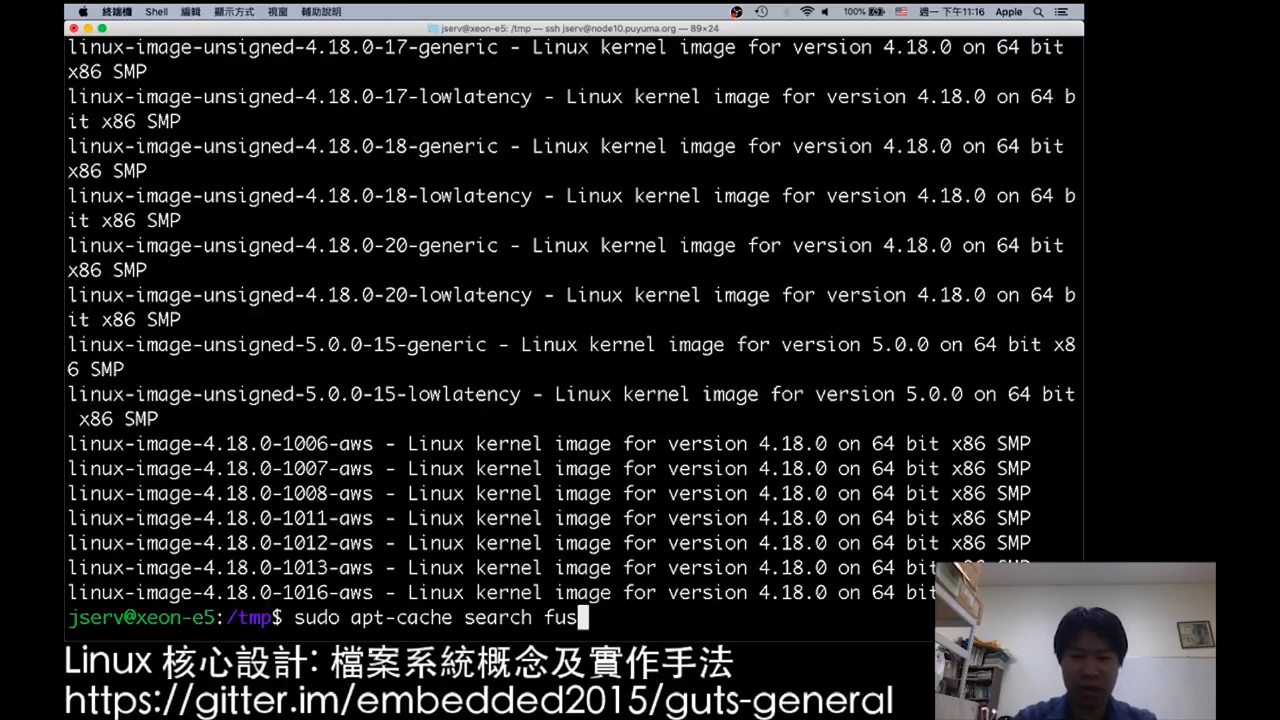 終端機 Shell 編輯 顯示方式 視窗 輔助說明 100% 週一 下午11:16 Apple
jserv@xeon-e5: /tmp — ssh jserv@node10.puyuma.org — 89×24
linux-image-unsigned-4.18.0-17-generic - Linux kernel image for version 4.18.0 on 64 bit
x86 SMP
linux-image-unsigned-4.18.0-17-lowlatency - Linux kernel image for version 4.18.0 on 64 b
it x86 SMP
linux-image-unsigned-4.18.0-18-generic - Linux kernel image for version 4.18.0 on 64 bit
x86 SMP
linux-image-unsigned-4.18.0-18-lowlatency - Linux kernel image for version 4.18.0 on 64 b
it x86 SMP
linux-image-unsigned-4.18.0-20-generic - Linux kernel image for version 4.18.0 on 64 bit
x86 SMP
linux-image-unsigned-4.18.0-20-lowlatency - Linux kernel image for version 4.18.0 on 64 b
it x86 SMP
linux-image-unsigned-5.0.0-15-generic - Linux kernel image for version 5.0.0 on 64 bit x8
6 SMP
linux-image-unsigned-5.0.0-15-lowlatency - Linux kernel image for version 5.0.0 on 64 bit
x86 SMP
linux-image-4.18.0-1006-aws - Linux kernel image for version 4.18.0 on 64 bit x86 SMP
linux-image-4.18.0-1007-aws - Linux kernel image for version 4.18.0 on 64 bit x86 SMP
linux-image-4.18.0-1008-aws - Linux kernel image for version 4.18.0 on 64 bit x86 SMP
linux-image-4.18.0-1011-aws - Linux kernel image for version 4.18.0 on 64 bit x86 SMP
linux-image-4.18.0-1012-aws - Linux kernel image for version 4.18.0 on 64 bit x86 SMP
linux-image-4.18.0-1013-aws - Linux kernel image for version 4.18.0 on 64 bit
linux-image-4.18.0-1016-aws - Linux kernel image for version 4.18.0 on 64 bit
jserv@xeon-e5:/tmp$ sudo apt-cache search fus
Linux 核心設計: 檔案系統概念及實作手法
https://gitter.im/embedded2015/guts-general